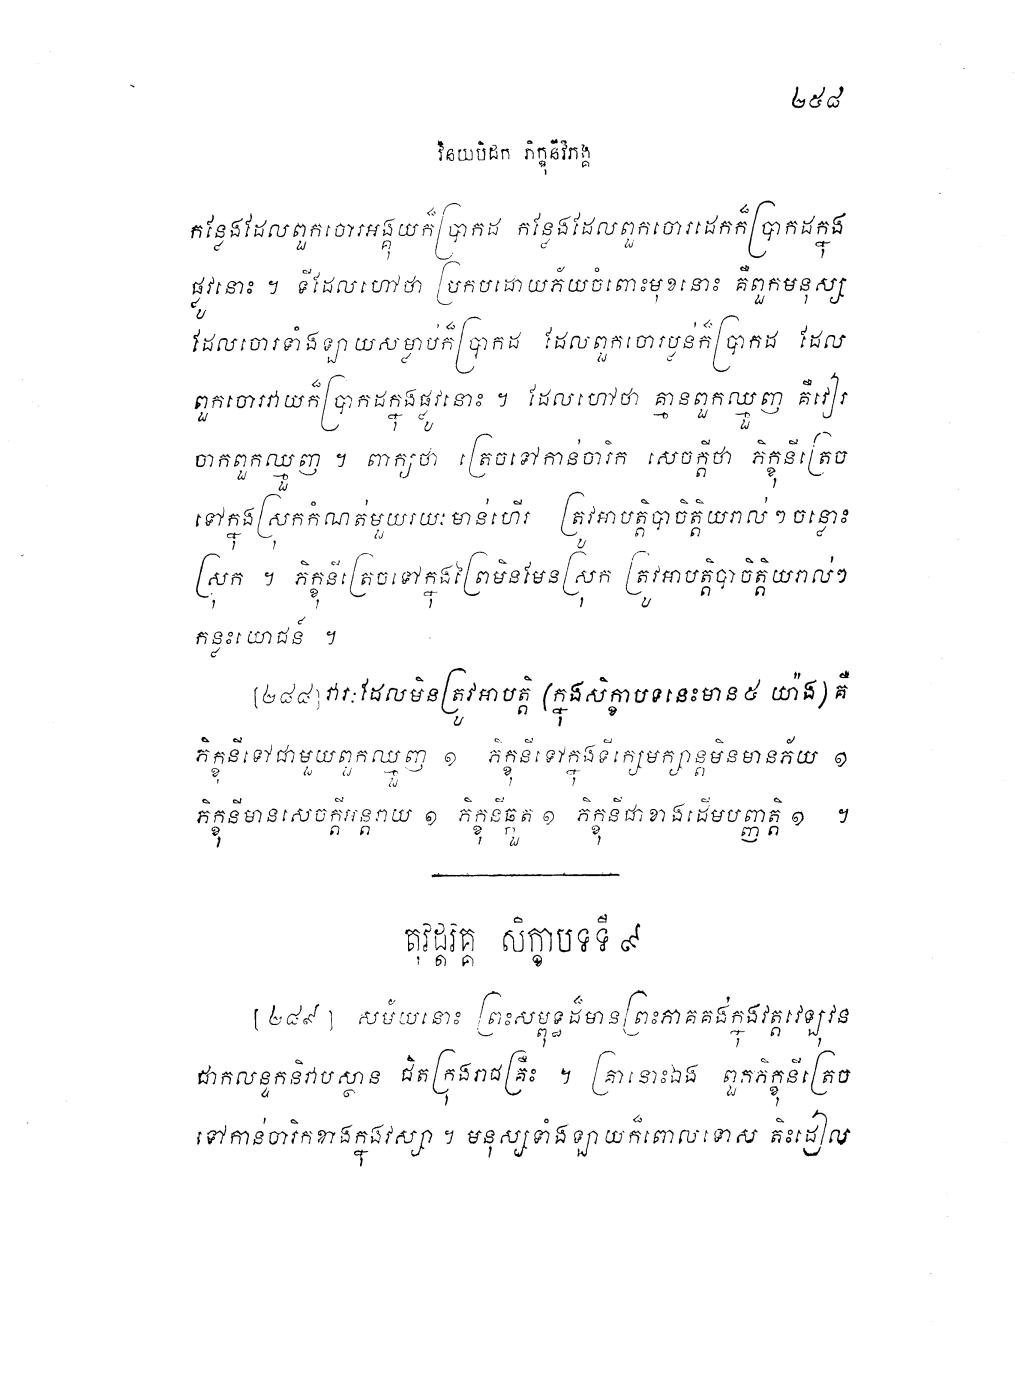 ២៥៨
វិនយបិដក ភិក្ខុនីវិភង្គ
កន្លែងដែលពួកចោរអង្គុយក៏ប្រាកដ កន្លែងដែលពួកចោរដេកក៏ប្រាកដក្នុង
ផ្លូវនោះ ។ ទីដែលហៅថា ប្រកបដោយភ័យចំពោះមុខនោះ គឺពួកមនុស្ស
ដែលចោរទាំងឡាយសម្លាប់ក៏ប្រាកដ ដែលពួកចោរប្លន់ក៏ប្រាកដ ដែល
ពួកចោរវាយក៏ប្រាកដក្នុងផ្លូវនោះ ។ ដែលហៅថា គ្មានពួកឈ្មួញ គឺវៀរ
ចាកពួកឈ្មួញ ។ ពាក្យថា ត្រេចទៅកាន់ចារិក សេចក្តីថា ភិក្ខុនីត្រេច
ទៅក្នុងស្រុកកំណត់មួយរយៈមាន់ហើរ ត្រូវអាបត្តិបាចិត្តិយរាល់ៗចន្លោះ
ស្រុក ។ ភិក្ខុនីត្រេចទៅក្នុងព្រៃមិនមែនស្រុក ត្រូវអាបត្តិបាចិត្តិយរាល់ៗ
កន្លះយោជន៍ ។
[២៨៨] វារៈដែលមិនត្រូវអាបត្តិ (ក្នុងសិក្ខាបទនេះមាន៥ យ៉ាង) គឺ
ភិក្ខុនីទៅជាមួយពួកឈ្មួញ ១ ភិក្ខុនីទៅក្នុងទីក្សេមក្សាន្តមិនមានភ័យ ១
ភិក្ខុនីមានសេចក្តីអន្តរាយ ១ ភិក្ខុនីឆ្កួត ១ ភិក្ខុនីជាខាងដើមបញ្ញត្តិ ១ ។
តុវដ្តវគ្គ សិក្ខាបទទី ៩
[២៨៩] សម័យនោះ ព្រះសម្ពុទ្ធដ៏មានព្រះភាគគង់ក្នុងវត្តវេឡុវន
ជាកលន្ទកនិវាបស្ថាន ជិតក្រុងរាជគ្រឹះ ។ គ្រានោះឯង ពួកភិក្ខុនីត្រេច
ទៅកាន់ចារិកខាងក្នុងវស្សា ។ មនុស្សទាំងឡាយក៏ពោលទោស តិះដៀល